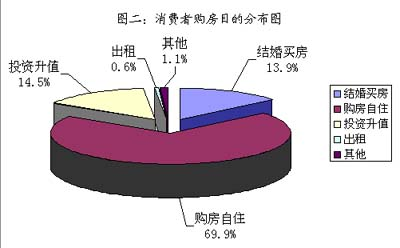 图二：消费者购房目的分布图
其他
1.1%
出租
0.6%
结婚买房
13.9%
投资升值
14.5%
购房自住
69.9%
结婚买房
购房自住
投资升值
出租
其他